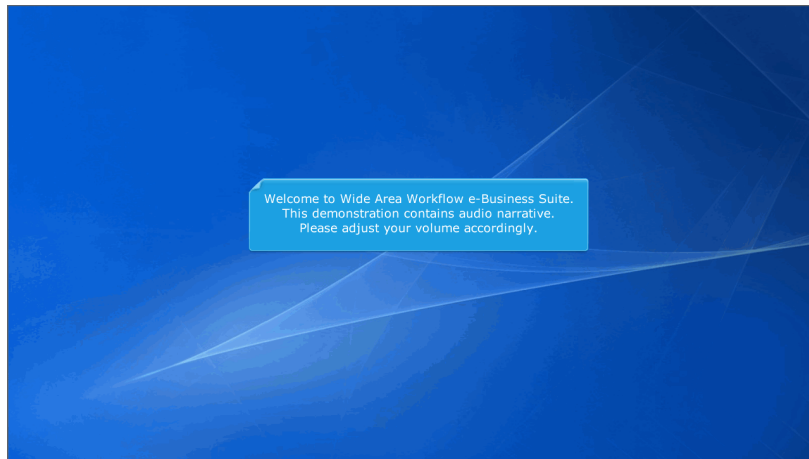 Welcome to Wide Area Workflow e-Business Suite.
This demonstration contains audio narrative.
Please adjust your volume accordingly.